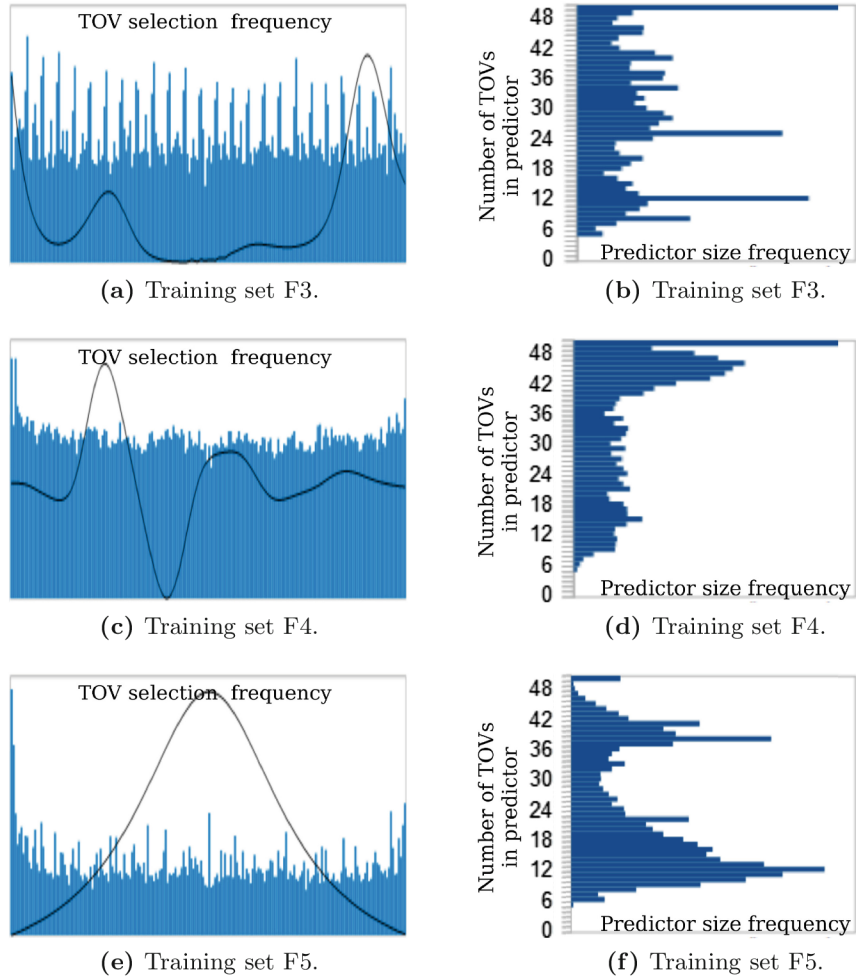 TOV selection frequency
(a) Training set F3.
48
42
36
30
24
18
12
6
0
Number of TOVs
in predictor
Predictor size frequency
(b) Training set F3.
TOV selection frequency
(c) Training set F4.
48
42
36
30
24
18
12
6
0
Number of TOVs
in predictor
Predictor size frequency
(d) Training set F4.
TOV selection frequency
(e) Training set F5.
48
42
36
30
24
18
12
6
0
Number of TOVs
in predictor
Predictor size frequency
(f) Training set F5.